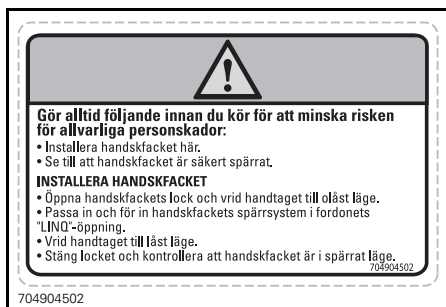 Gör alltid följande innan du kör för att minska risken
för allvarliga personskador:
• Installera handskfacket här.
• Se till att handskfacket är säkert spärrat.
INSTALLERA HANDSKFACKET
• Öppna handskfackets lock och vrid handtaget till olåst läge.
• Passa in och för in handskfackets spärrsystem i fordonets
"LINQ"-öppning.
• Vrid handtaget till låst läge.
• Stäng locket och kontrollera att handskfacket är i spärrat läge.
704904502
704904502